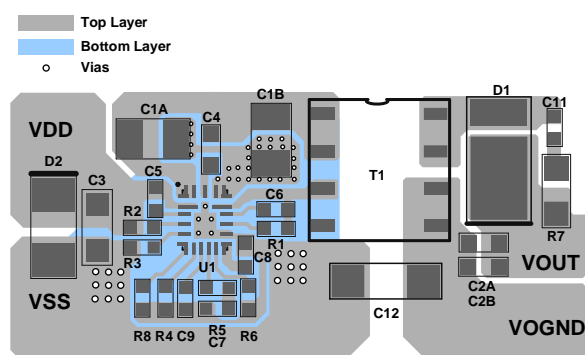 Top Layer
Bottom Layer
Vias
C1B
D1
C1A
C4
C11
VDD
D2
C3
C5
T1
C6
R2
R1
R7
R3
C8
VOUT
U1
C2A
C2B
VSS
C12
VOGND
R8 R4 C9 R5 R6
C7